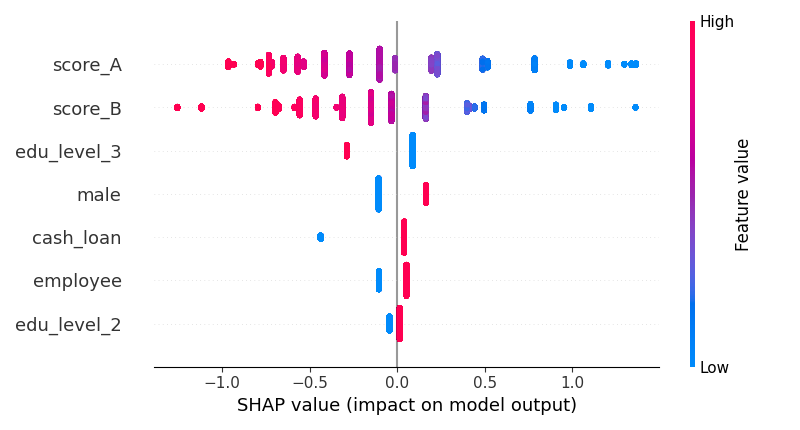 High
score_A
score_B
edu_level_3
male
cash_loan
employee
edu_level_2
Feature value
Low
−1.0 −0.5 0.0 0.5 1.0
SHAP value (impact on model output)